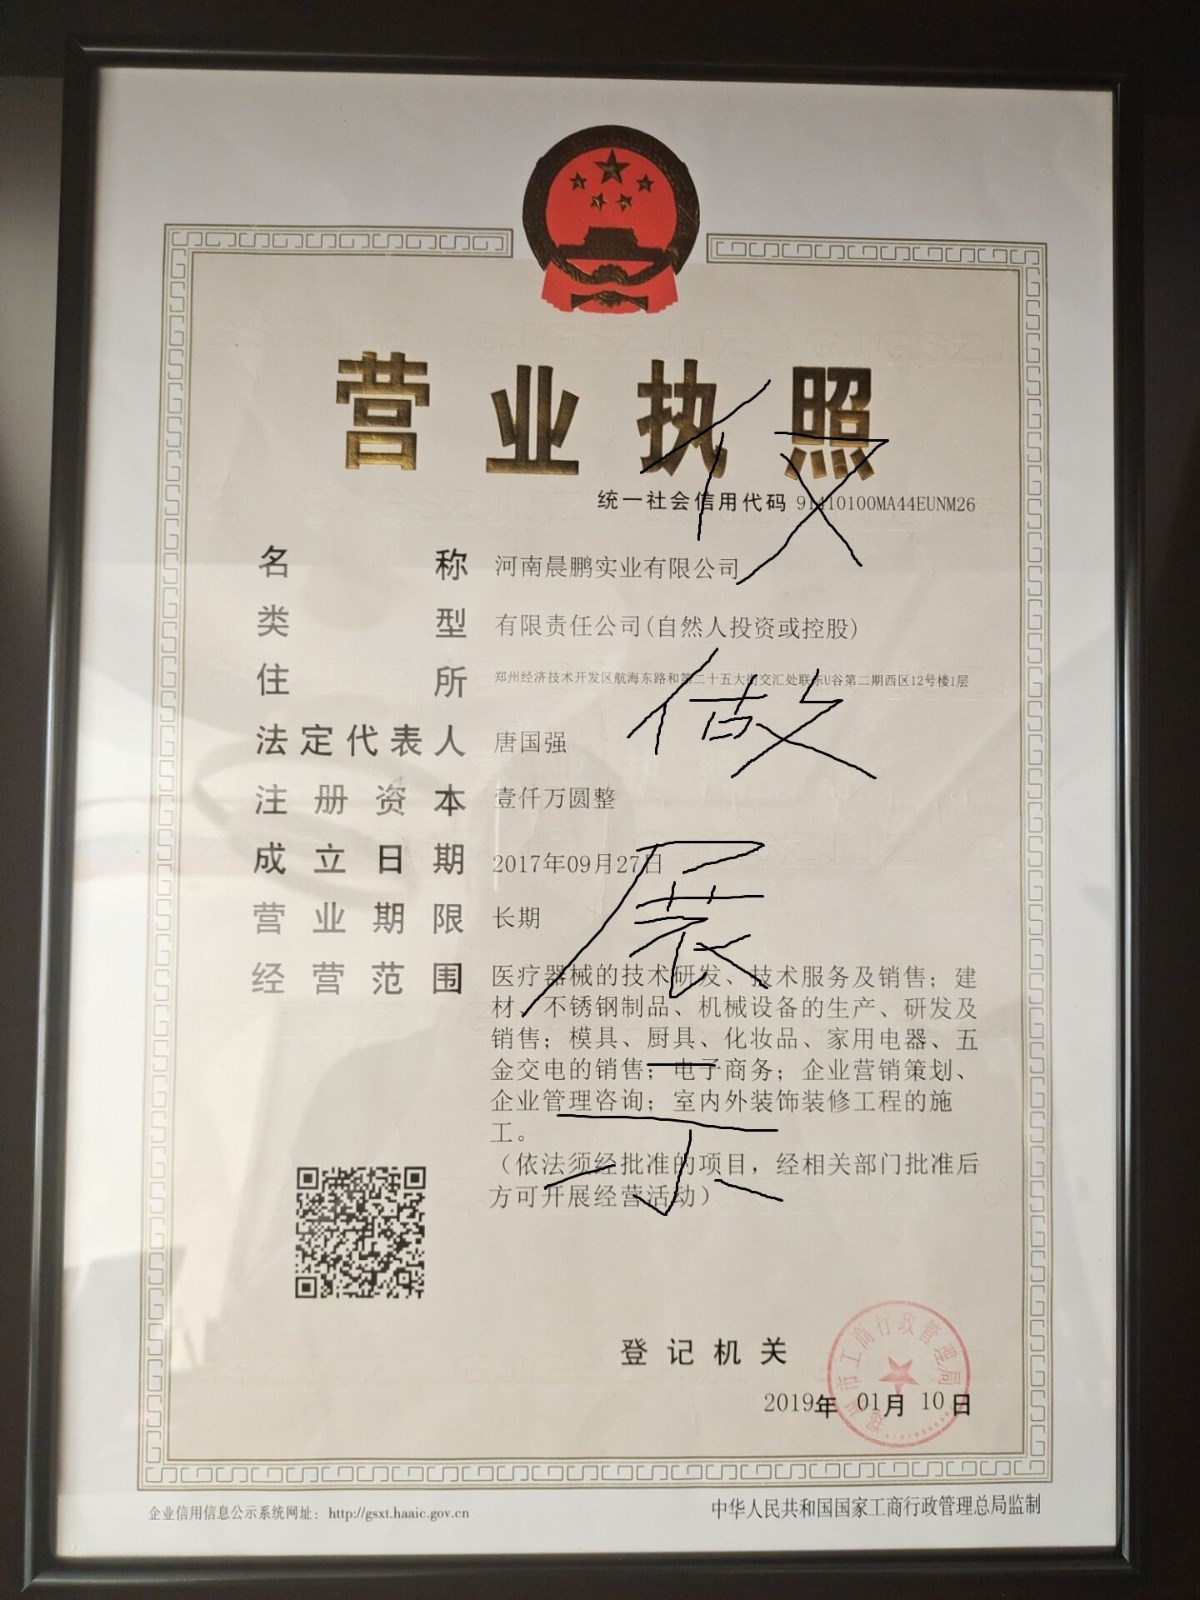 营业执照
统一社会信用代码 91410100MA44EUNM26
名称 河南晨鹏实业有限公司
类型 有限责任公司(自然人投资或控股)
住所 郑州经济技术开发区航海东路和第二十五大街交汇处联东U谷第二期西区12号楼1层
法定代表人 唐国强
注册资本 壹仟万圆整
成立日期 2017年09月27日
营业期限 长期
经营范围 医疗器械的技术研发、技术服务及销售；建
材、不锈钢制品、机械设备的生产、研发及
销售；模具、厨具、化妆品、家用电器、五
金交电的销售；电子商务；企业营销策划、
企业管理咨询；室内外装饰装修工程的施
工。
（依法须经批准的项目，经相关部门批准后
方可开展经营活动）
仅
做
展
示
登记机关
郑州市工商行政管理局
2019年 01月 10日
企业信用信息公示系统网址：http://gsxt.haaic.gov.cn
中华人民共和国国家工商行政管理总局监制